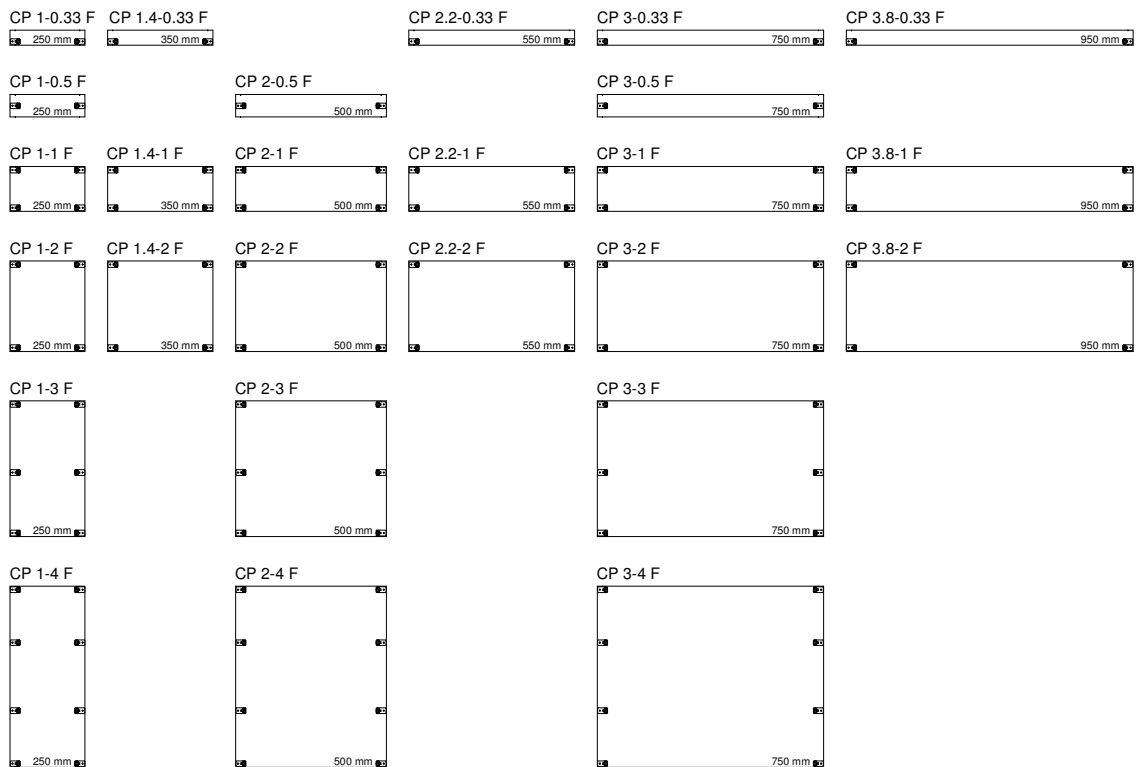 CP 1-0.33 F CP 1.4-0.33 F CP 2.2-0.33 F CP 3-0.33 F CP 3.8-0.33 F
250 mm 350 mm 550 mm 750 mm 950 mm
CP 1-0.5 F CP 2-0.5 F CP 3-0.5 F
250 mm 500 mm 750 mm
CP 1-1 F CP 1.4-1 F CP 2-1 F CP 2.2-1 F CP 3-1 F CP 3.8-1 F
250 mm 350 mm 500 mm 550 mm 750 mm 950 mm
CP 1-2 F CP 1.4-2 F CP 2-2 F CP 2.2-2 F CP 3-2 F CP 3.8-2 F
250 mm 350 mm 500 mm 550 mm 750 mm 950 mm
CP 1-3 F CP 2-3 F CP 3-3 F
250 mm 500 mm 750 mm
CP 1-4 F CP 2-4 F CP 3-4 F
250 mm 500 mm 750 mm